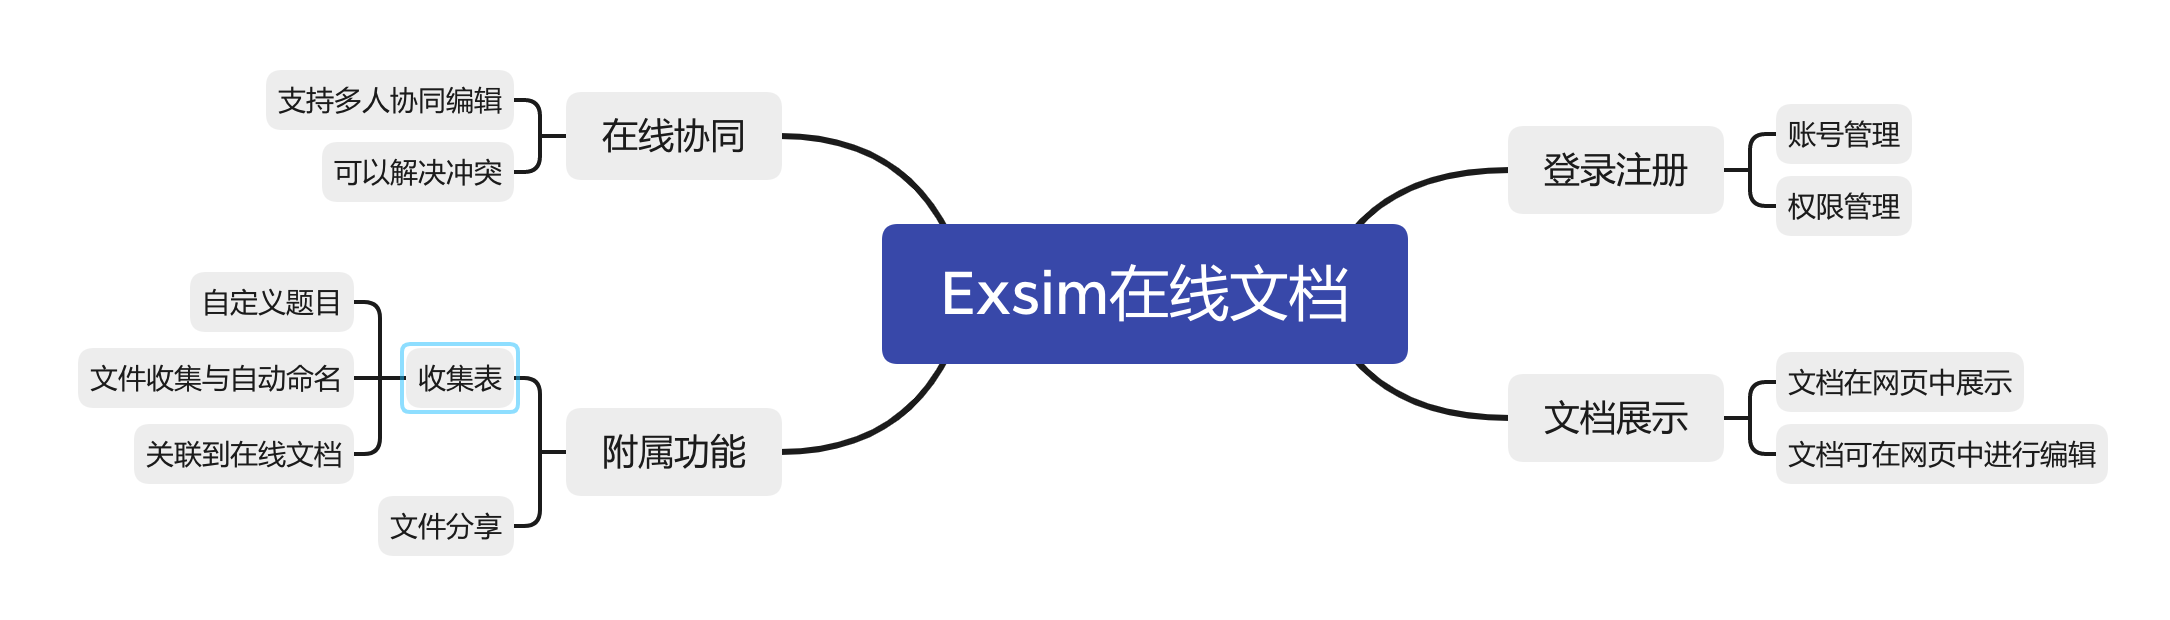 Exsim在线文档
登录注册
账号管理
权限管理
文档展示
文档在网页中展示
文档可在网页中进行编辑
在线协同
支持多人协同编辑
可以解决冲突
附属功能
收集表
自定义题目
文件收集与自动命名
关联到在线文档
文件分享